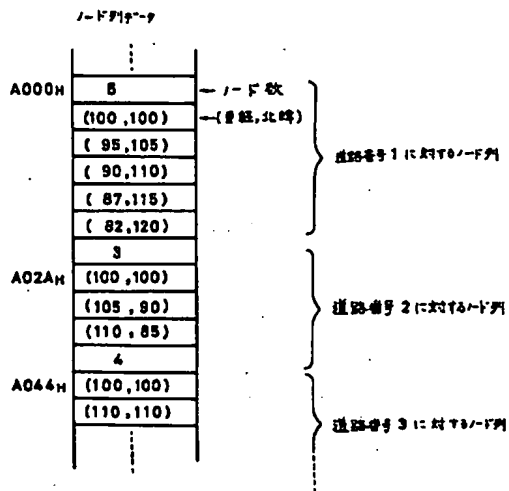 ノード列データ
A000H 5 ←ノード数
(100,100) ←(東経,北緯)
( 95,105)
( 90,110) 道路番号1に対するノード列
( 87,115)
( 82,120)
3
A02AH (100,100)
(105,90) 道路番号2に対するノード列
(110,85)
4
A044H (100,100)
(110,110) 道路番号3に対するノード列